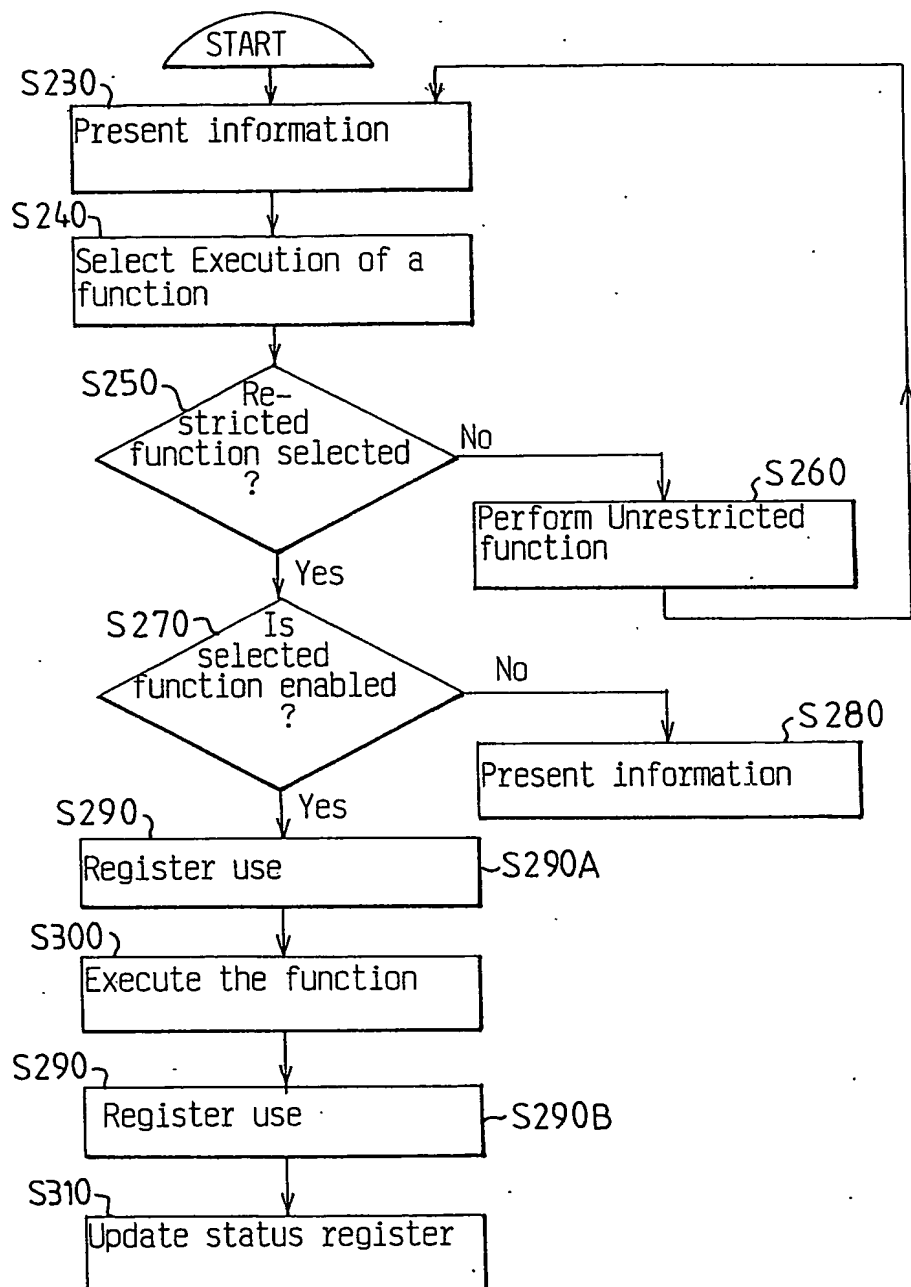 START
S230
Present information
S240
Select Execution of a
function
S250
Re-
stricted
function selected
?
No
S260
Perform Unrestricted
function
Yes
S270
Is
selected
function enabled
?
No
S280
Present information
Yes
S290
Register use
S290A
S300
Execute the function
S290
Register use
S290B
S310
Update status register